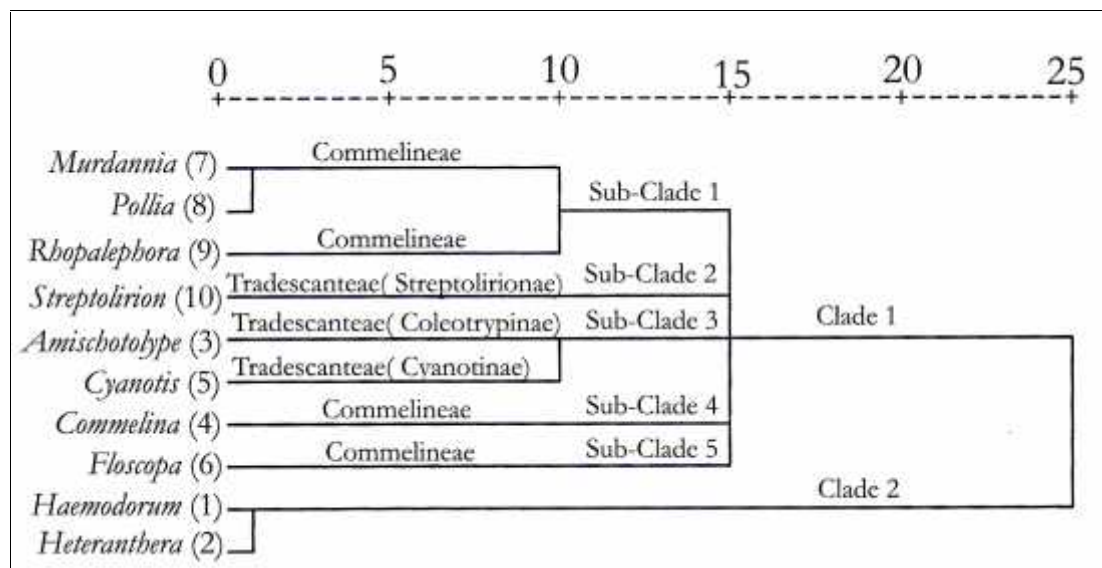 0 5 10 15 20 25
Commelineae
Murdannia (7)
Sub-Clade 1
Pollia (8)
Commelineae
Rhopalephora (9)
Tradescanteae( Streptolirionae) Sub-Clade 2
Streptolirion (10)
Tradescanteae( Coleotrypinae) Sub-Clade 3 Clade 1
Amischotolype (3)
Tradescanteae( Cyanotinae)
Cyanotis (5)
Commelineae Sub-Clade 4
Commelina (4)
Commelineae Sub-Clade 5
Floscopa (6)
Clade 2
Haemodorum (1)
Heteranthera (2)